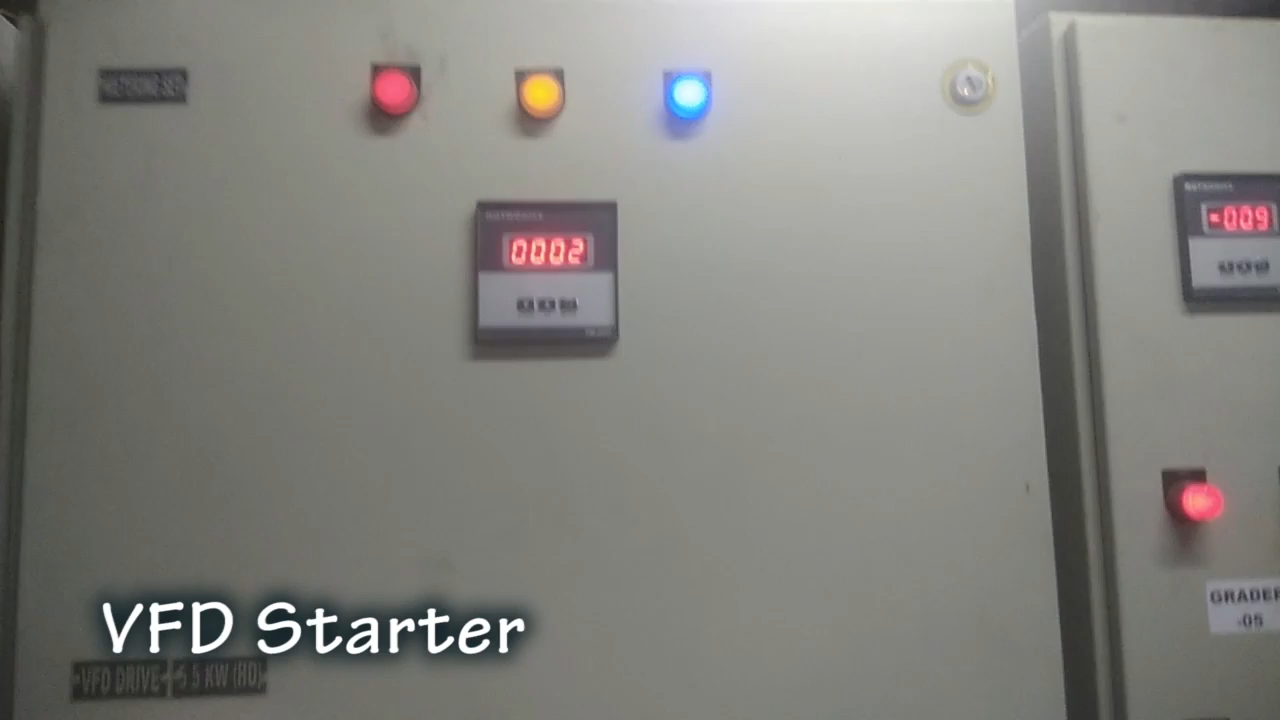 0002
-009
GRADER
-05
VFD Starter
VFD DRIVE 5.5 KW (HD)